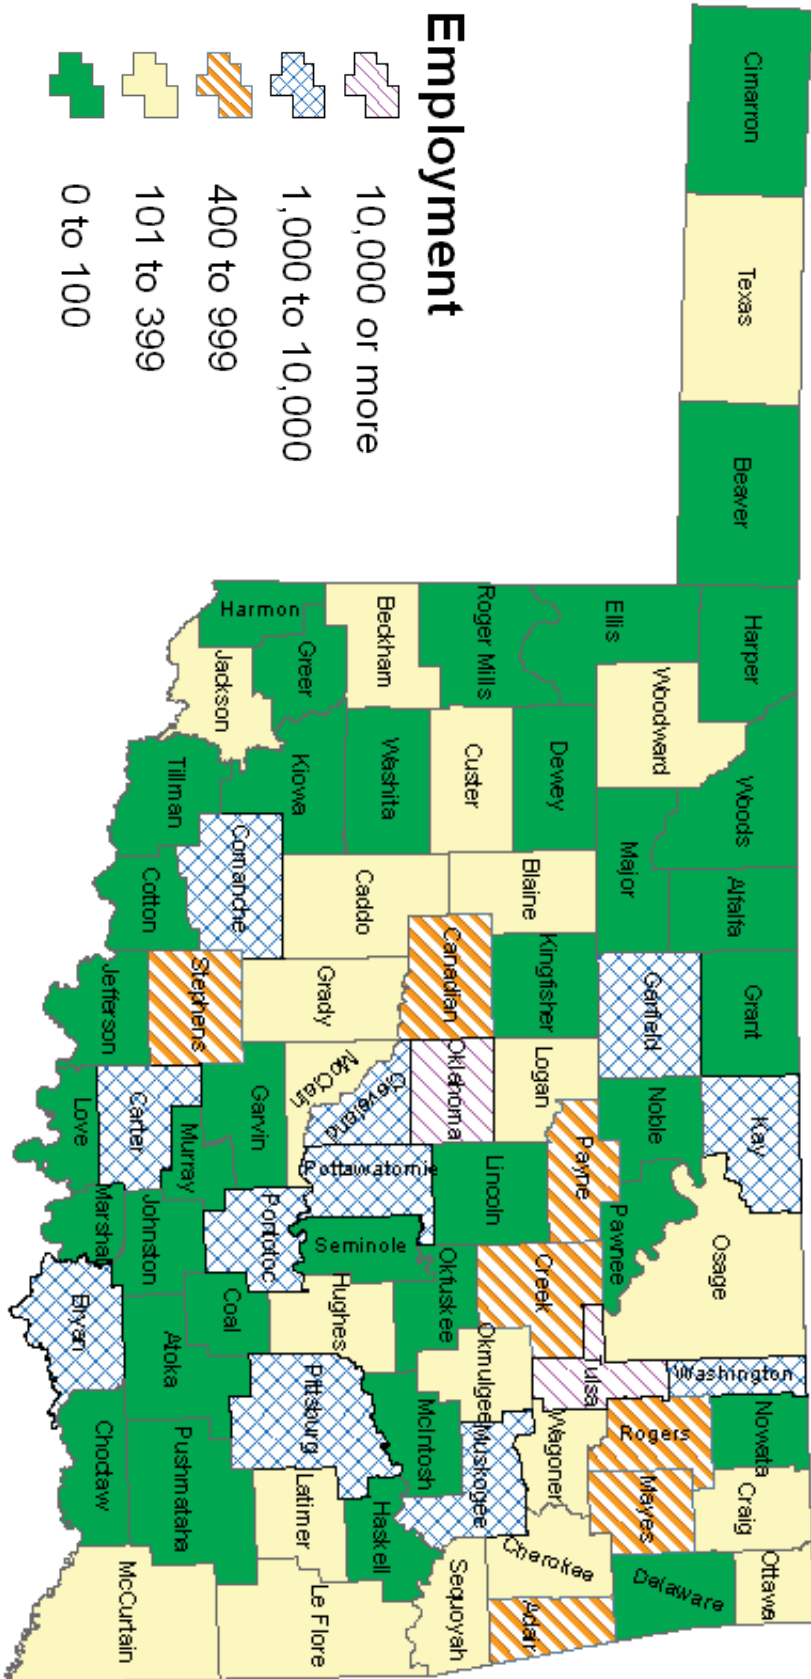 Employment
10,000 or more
1,000 to 10,000
400 to 999
101 to 399
0 to 100
Cimarron
Texas
Beaver
Harper
Woods
Alfalfa
Grant
Kay
Osage
Washington
Nowata
Craig
Ottawa
Ellis
Woodward
Major
Garfield
Noble
Pawnee
Rogers
Mayes
Delaware
Roger Mills
Dewey
Blaine
Kingfisher
Logan
Payne
Creek
Tulsa
Wagoner
Cherokee
Adair
Beckham
Custer
Canadian
Oklahoma
Lincoln
Okfuskee
Okmulgee
Muskogee
McIntosh
Sequoyah
Harmon
Greer
Washita
Kiowa
Caddo
Grady
McClain
Cleveland
Pottawatomie
Seminole
Hughes
Haskell
Jackson
Tillman
Comanche
Cotton
Stephens
Garvin
Pontotoc
Coal
Pittsburg
Latimer
Le Flore
Jefferson
Carter
Murray
Johnston
Atoka
Pushmataha
McCurtain
Love
Marshall
Bryan
Choctaw